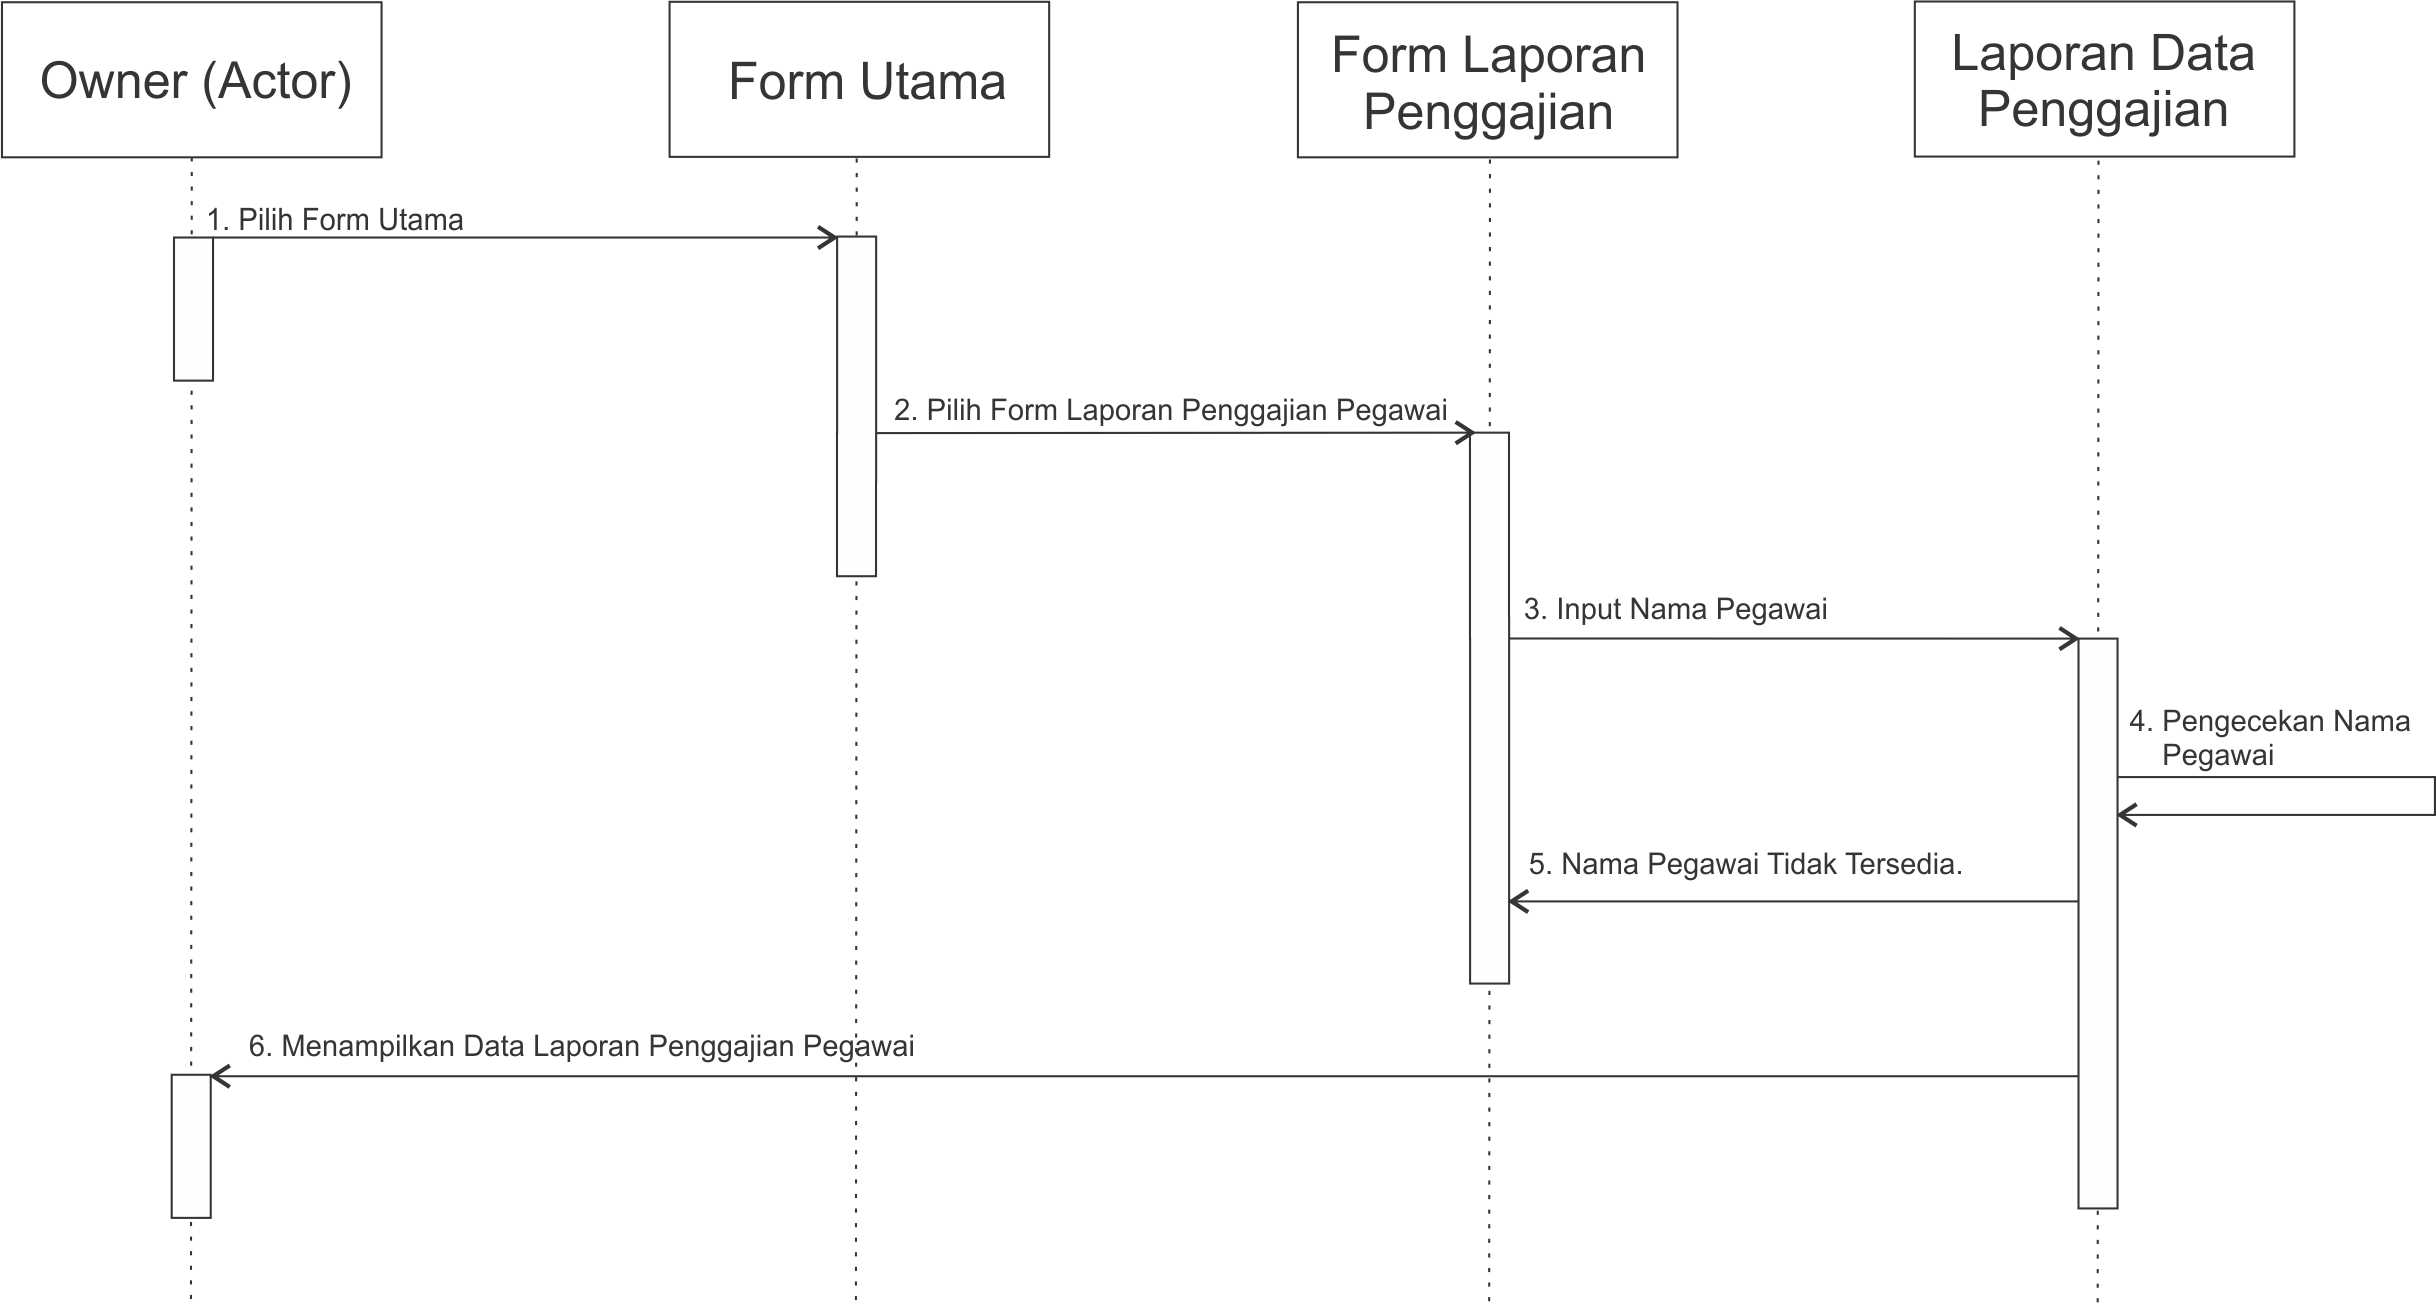 Owner (Actor)
Form Utama
Form Laporan
Penggajian
Laporan Data
Penggajian
1. Pilih Form Utama
2. Pilih Form Laporan Penggajian Pegawai
3. Input Nama Pegawai
4. Pengecekan Nama
Pegawai
5. Nama Pegawai Tidak Tersedia.
6. Menampilkan Data Laporan Penggajian Pegawai